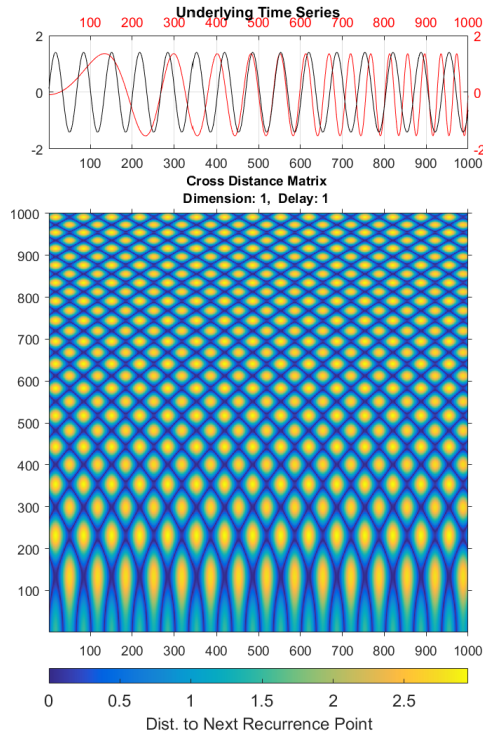 Underlying Time Series
100 200 300 400 500 600 700 800 900 1000
2 2
0 0
-2 -2
100 200 300 400 500 600 700 800 900 1000
Cross Distance Matrix
Dimension: 1, Delay: 1
1000
900
800
700
600
500
400
300
200
100
100 200 300 400 500 600 700 800 900 1000
0 0.5 1 1.5 2 2.5
Dist. to Next Recurrence Point